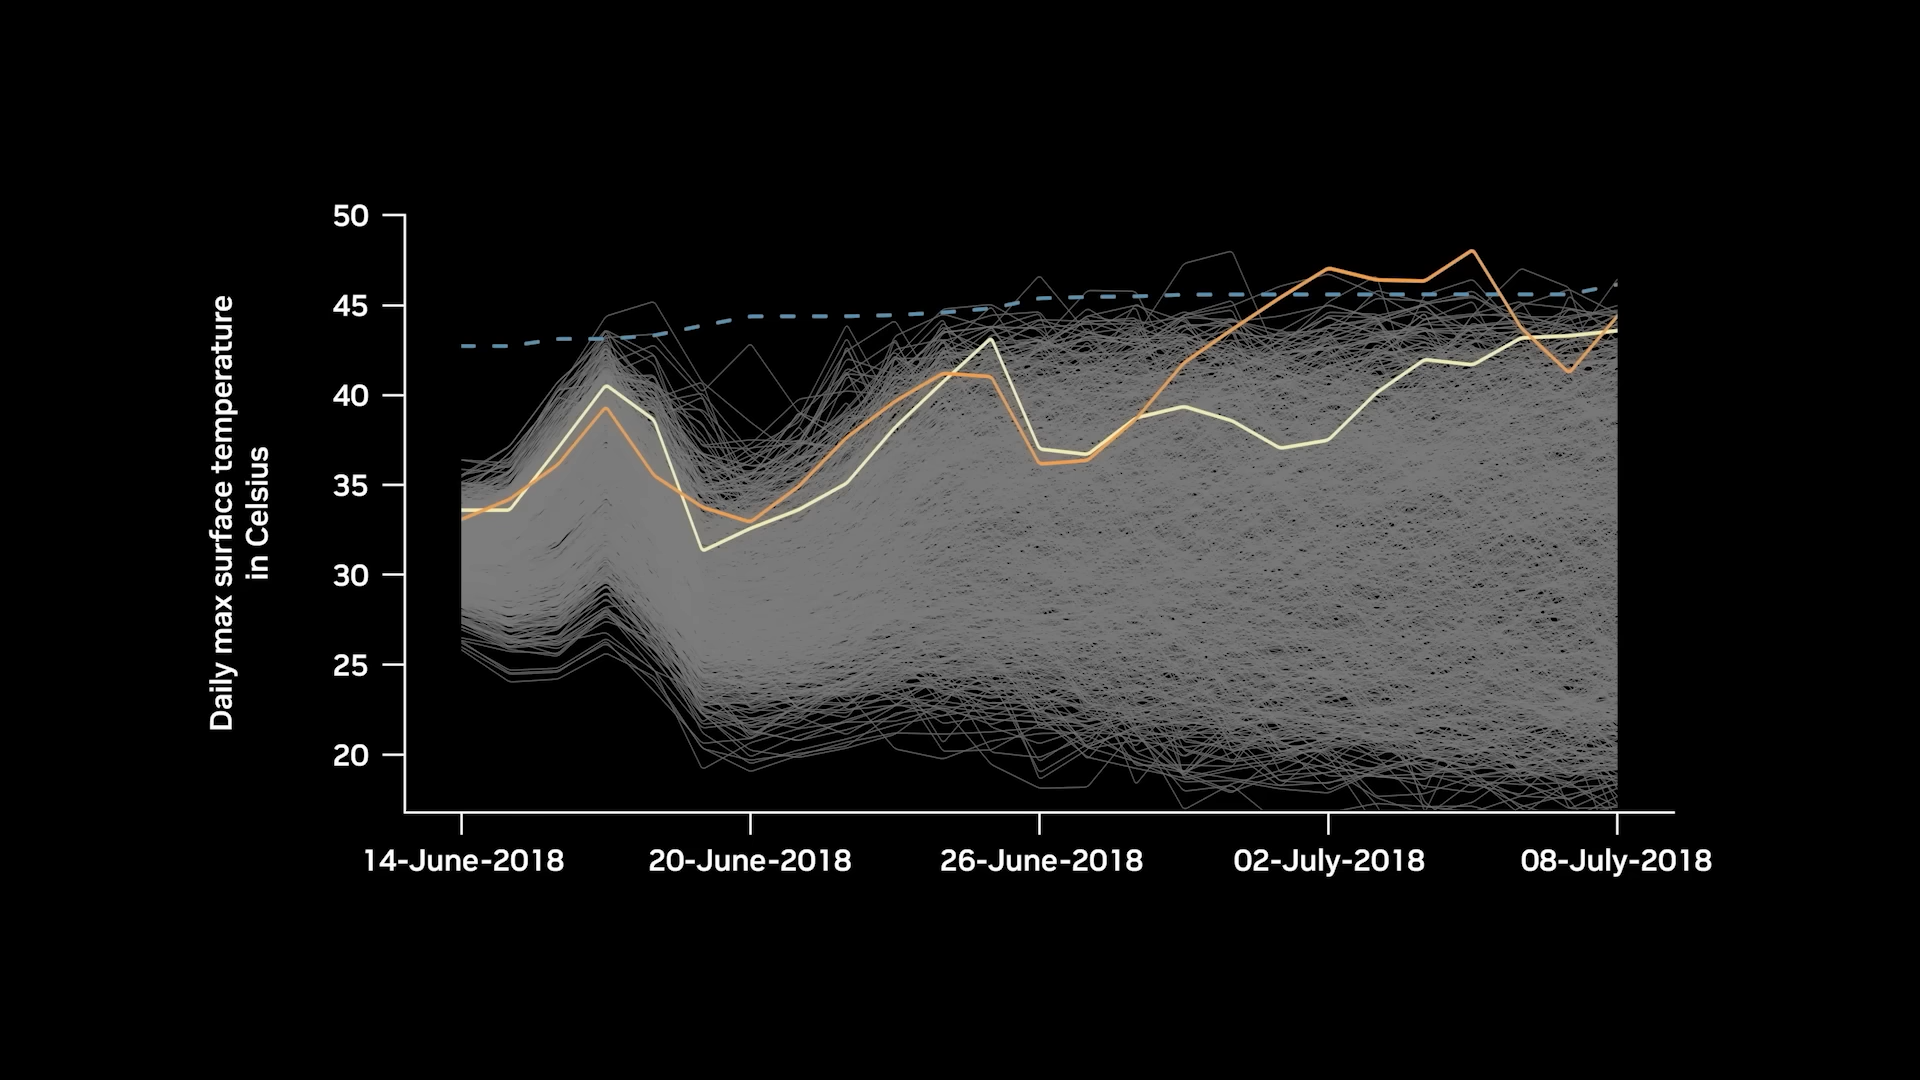 Daily max surface temperature
in Celsius
50
45
40
35
30
25
20
14-June-2018
20-June-2018
26-June-2018
02-July-2018
08-July-2018